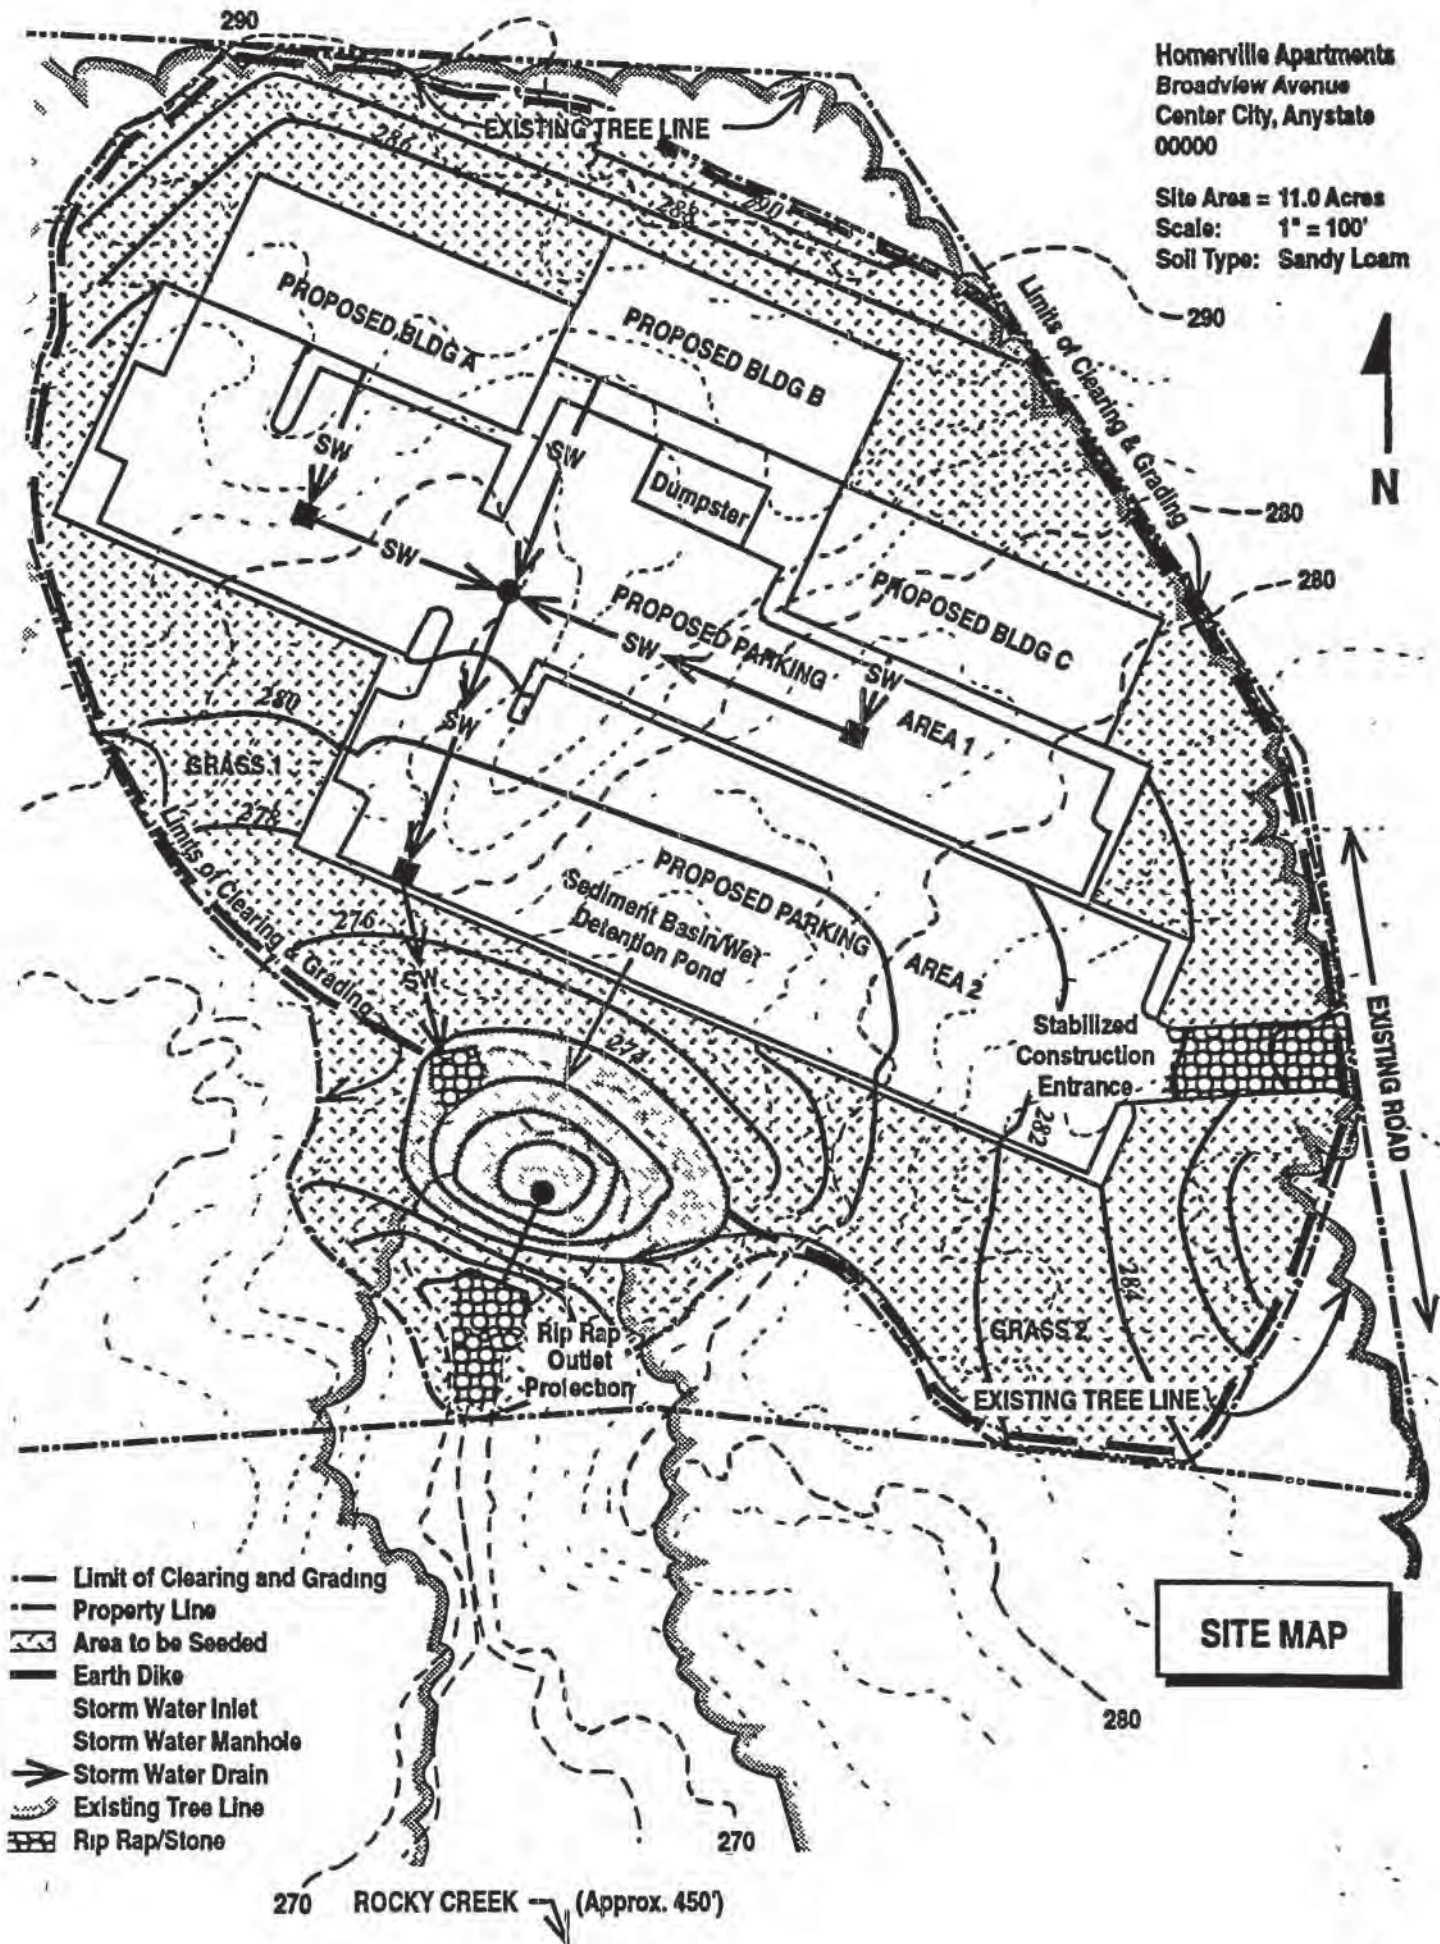 290
Homerville Apartments
Broadview Avenue
Center City, Anystate
00000
Site Area = 11.0 Acres
Scale: 1" = 100'
Soil Type: Sandy Loam
EXISTING TREE LINE
286
288
290
290
Limits of Clearing & Grading
N
PROPOSED BLDG A
PROPOSED BLDG B
SW
SW
Dumpster
280
SW
280
PROPOSED BLDG C
PROPOSED PARKING
AREA 1
SW
SW
SW
280
GRASS 1
278
Limits of Clearing & Grading
PROPOSED PARKING
AREA 2
Sediment Basin/Wet
Detention Pond
276
SW
274
Stabilized
Construction
Entrance
EXISTING ROAD
282
284
GRASS 2
Rip Rap
Outlet
Protection
EXISTING TREE LINE
Limit of Clearing and Grading
Property Line
Area to be Seeded
Earth Dike
Storm Water Inlet
Storm Water Manhole
Storm Water Drain
Existing Tree Line
Rip Rap/Stone
SITE MAP
280
270
270
ROCKY CREEK (Approx. 450')